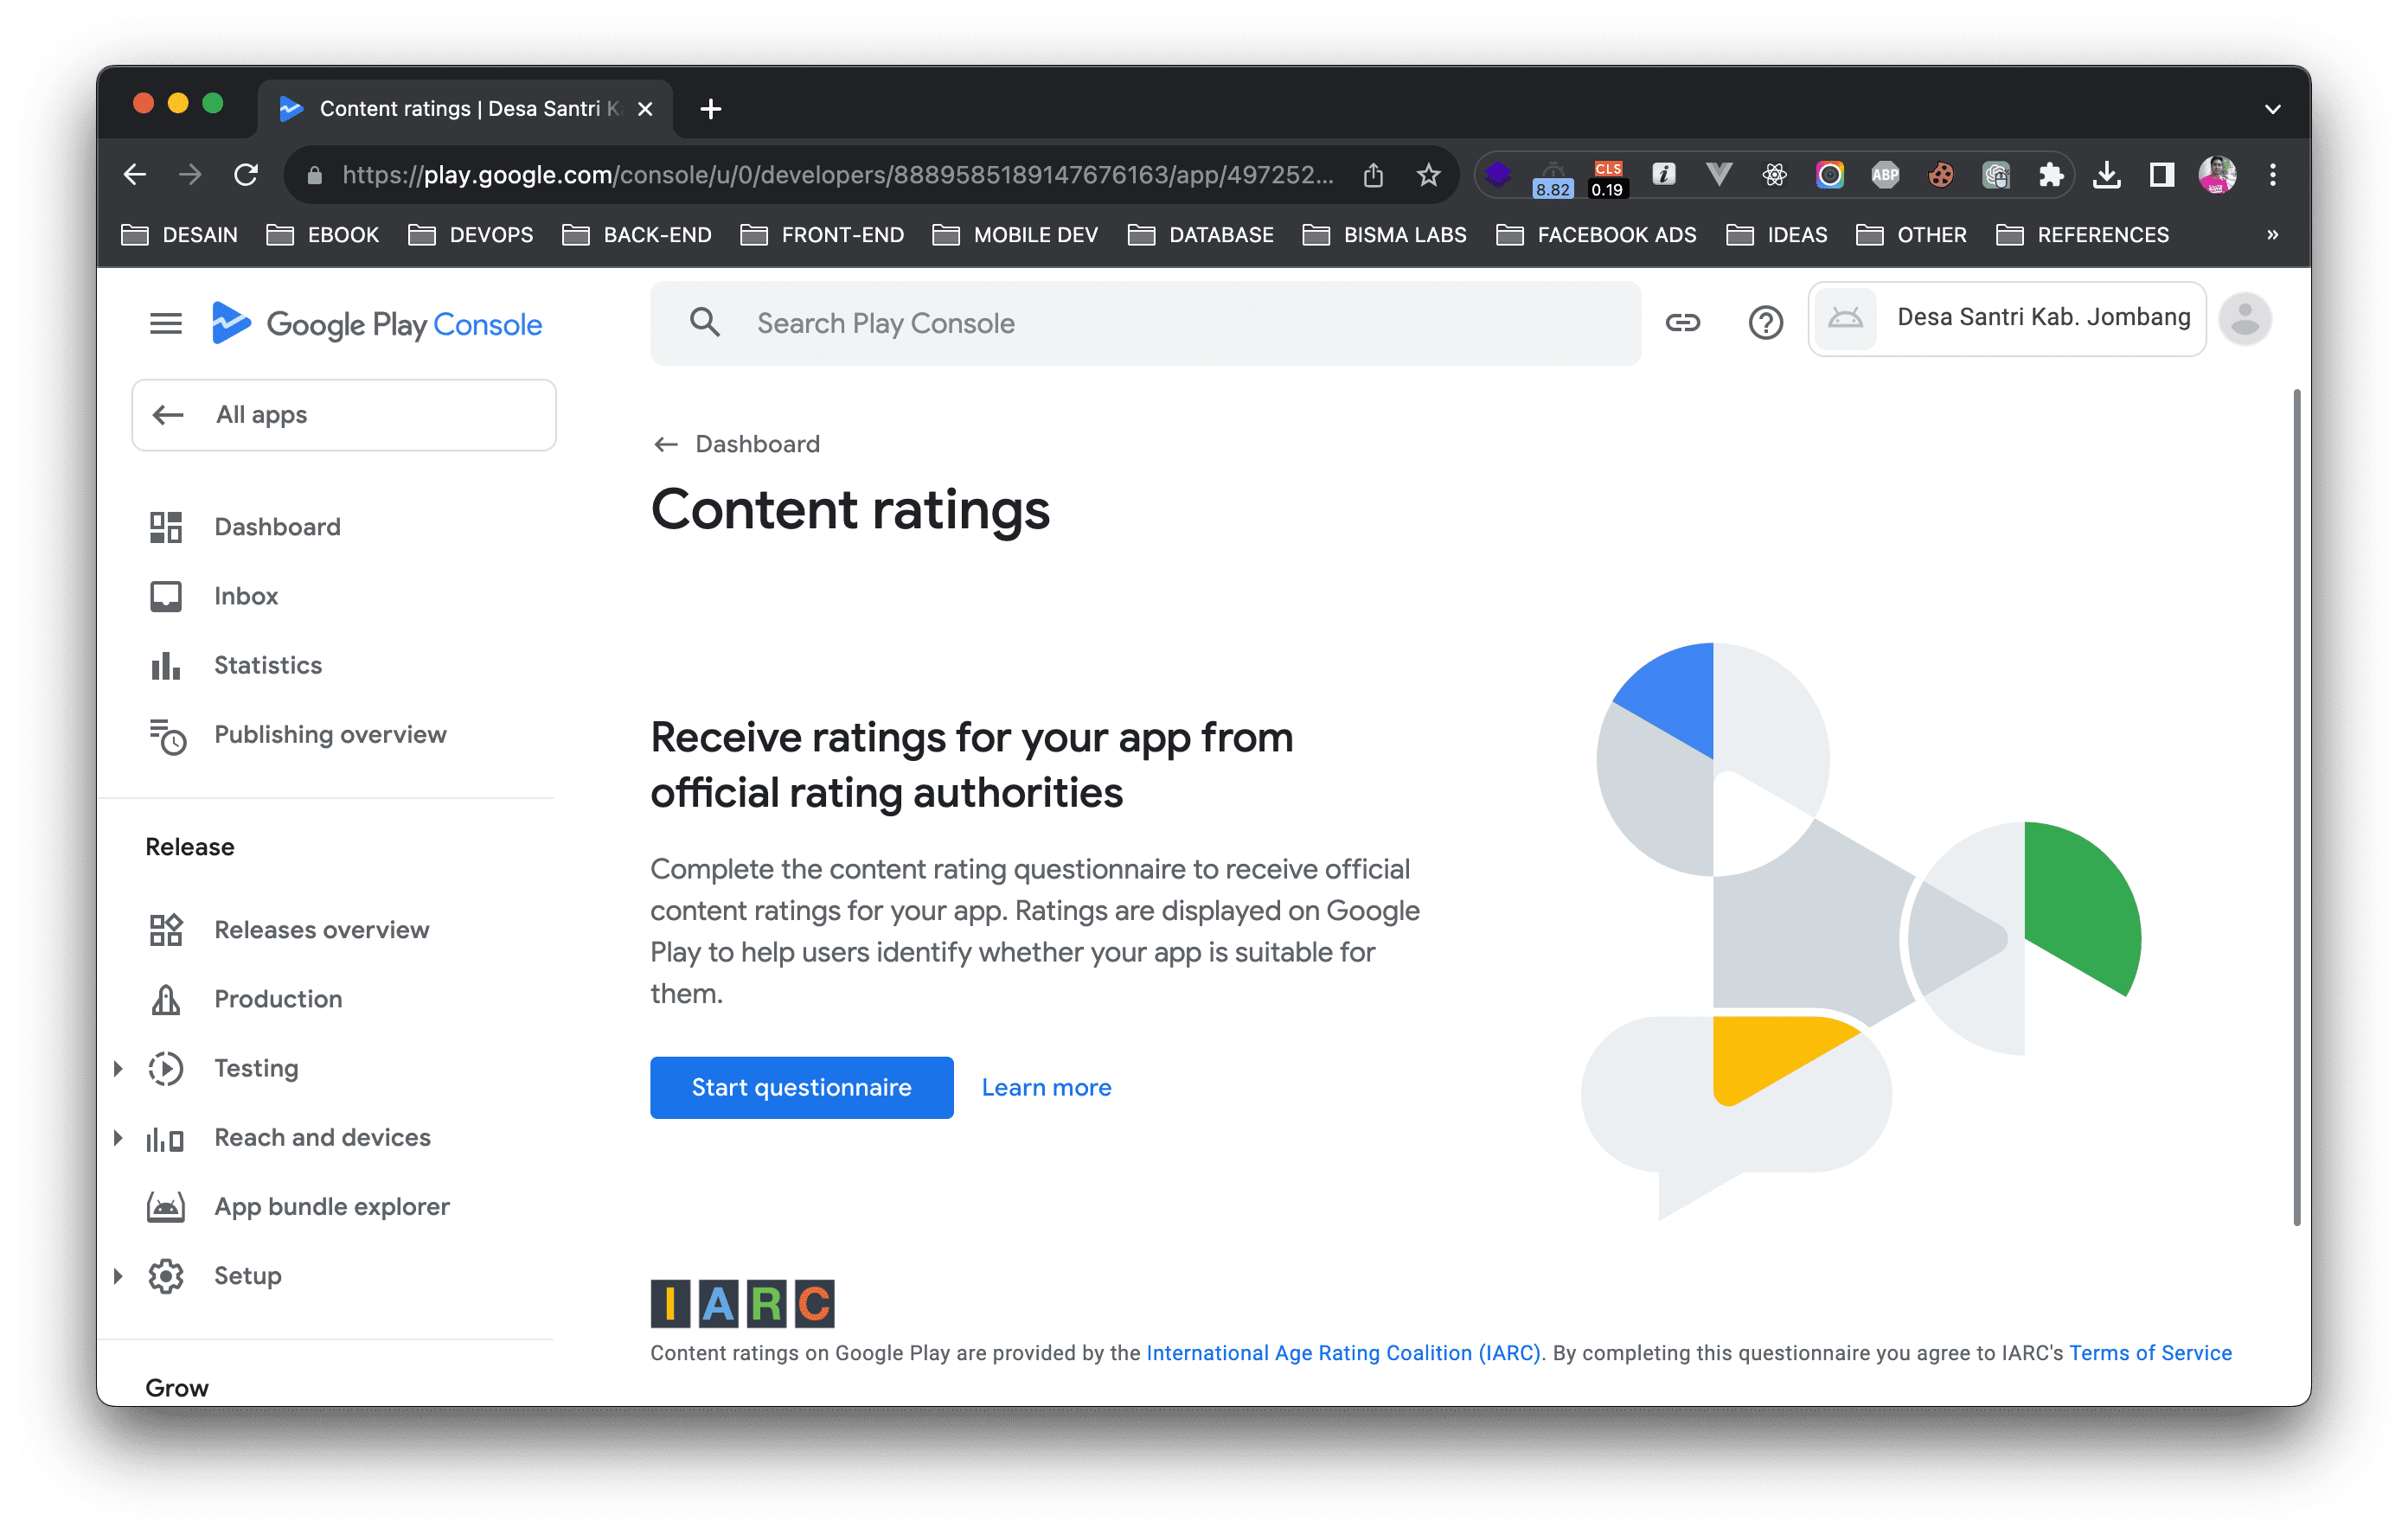 Content ratings | Desa Santri
https://play.google.com/console/u/0/developers/8889585189147676163/app/497252...
8.82
CLS
0.19
ABP
DESAIN
EBOOK
DEVOPS
BACK-END
FRONT-END
MOBILE DEV
DATABASE
BISMA LABS
FACEBOOK ADS
IDEAS
OTHER
REFERENCES
»
Google Play Console
Search Play Console
Desa Santri Kab. Jombang
All apps
Dashboard
Inbox
Statistics
Publishing overview
Release
Releases overview
Production
Testing
Reach and devices
App bundle explorer
Setup
Grow
Dashboard
Content ratings
Receive ratings for your app from
official rating authorities
Complete the content rating questionnaire to receive official
content ratings for your app. Ratings are displayed on Google
Play to help users identify whether your app is suitable for
them.
Start questionnaire
Learn more
IARC
Content ratings on Google Play are provided by the International Age Rating Coalition (IARC). By completing this questionnaire you agree to IARC's Terms of Service